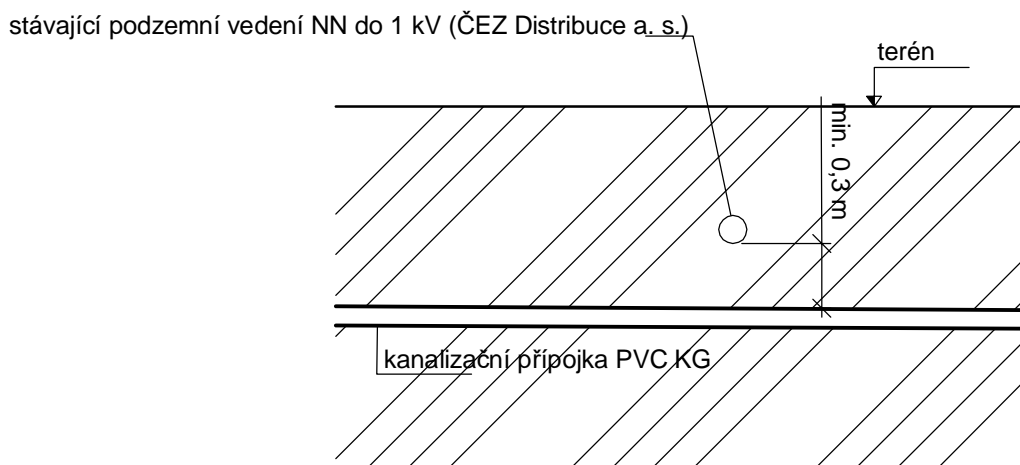 stávající podzemní vedení NN do 1 kV (ČEZ Distribuce a. s.)
terén
min. 0,3 m
kanalizační přípojka PVC KG